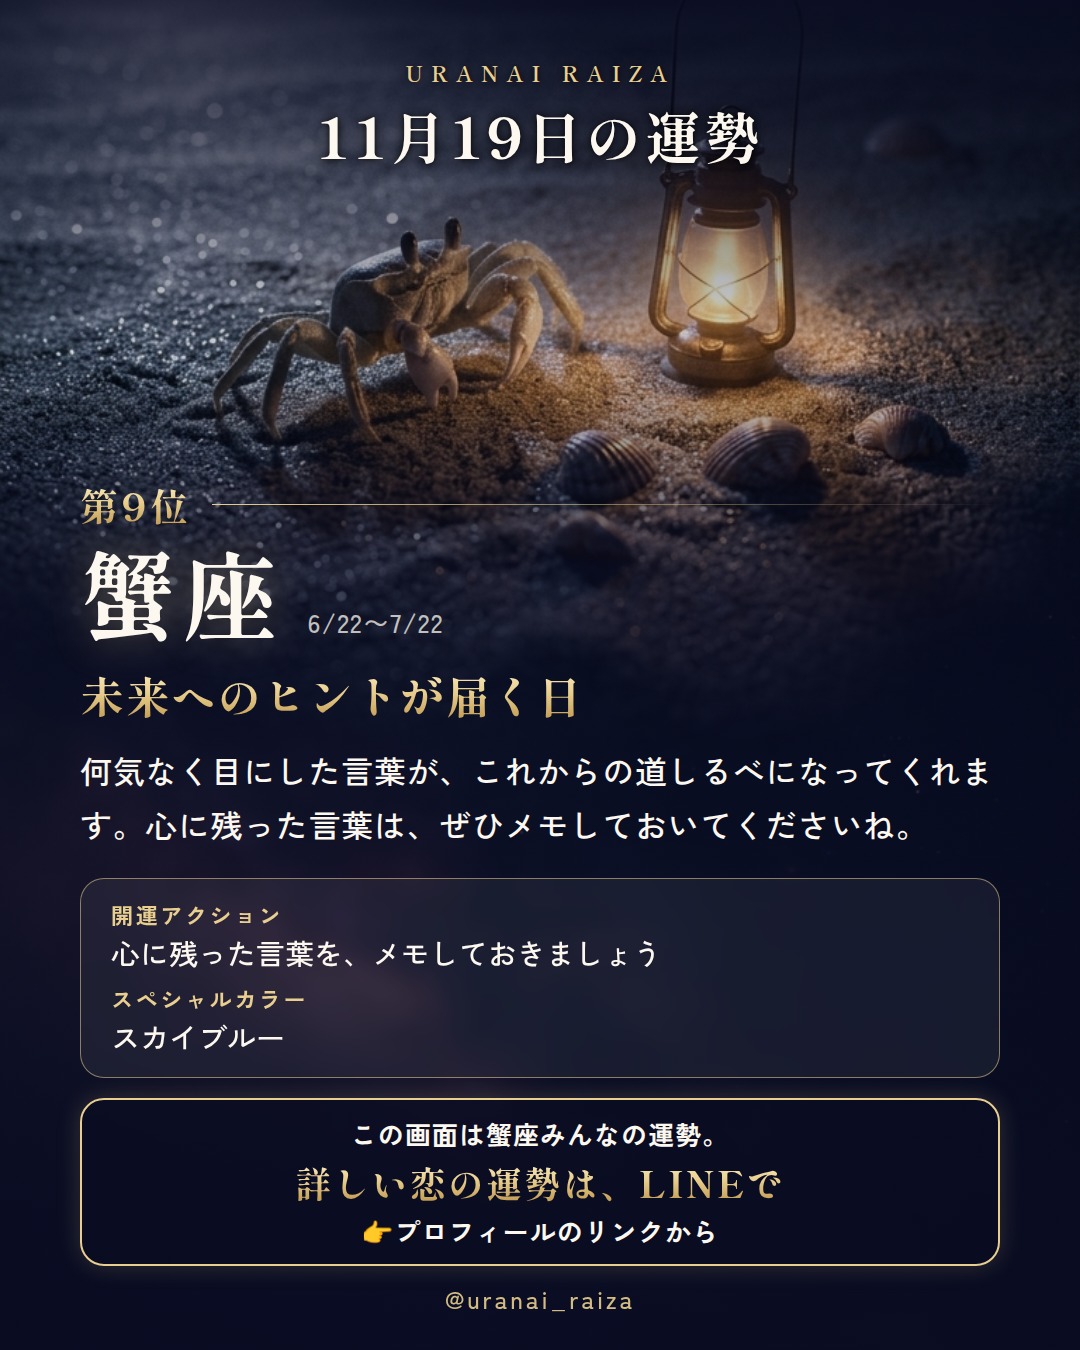 URANAI RAIZA
11月19日の運勢
第9位
蟹座 6/22〜7/22
未来へのヒントが届く日
何気なく目にした言葉が、これからの道しるべになってくれま
す。心に残った言葉は、ぜひメモしておいてくださいね。
開運アクション
心に残った言葉を、メモしておきましょう
スペシャルカラー
スカイブルー
この画面は蟹座みんなの運勢。
詳しい恋の運勢は、LINEで
👉プロフィールのリンクから
@uranai_raiza